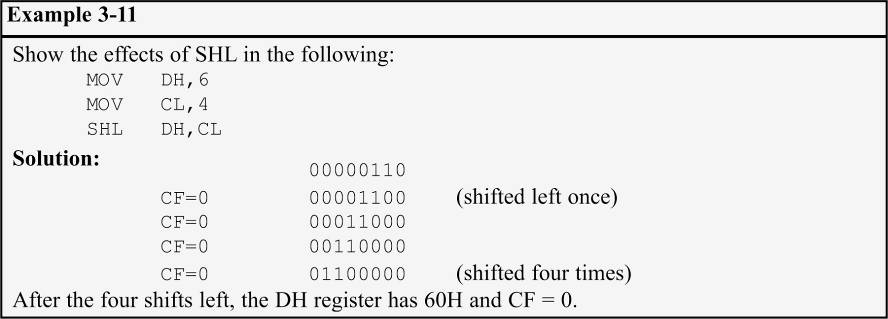 Example 3-11
Show the effects of SHL in the following:
MOV DH,6
MOV CL,4
SHL DH,CL
Solution:
00000110
CF=0 00001100 (shifted left once)
CF=0 00011000
CF=0 00110000
CF=0 01100000 (shifted four times)
After the four shifts left, the DH register has 60H and CF = 0.